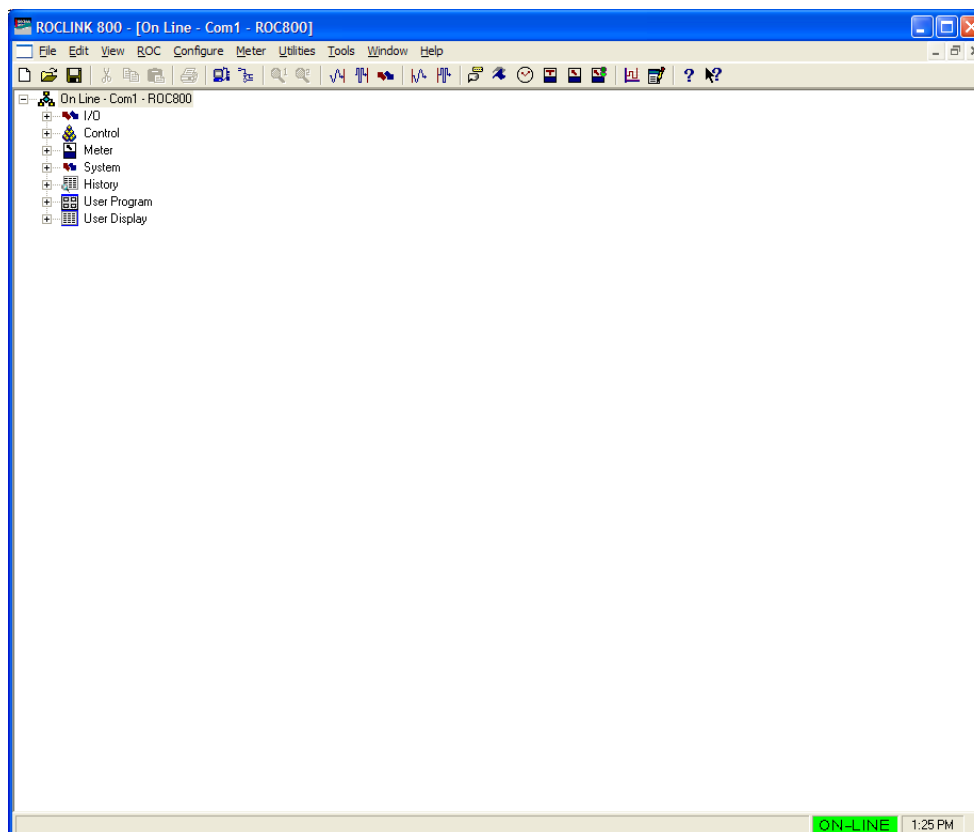 ROCLINK 800 - [On Line - Com1 - ROC800]
File Edit View ROC Configure Meter Utilities Tools Window Help
On Line - Com1 - ROC800
I/O
Control
Meter
System
History
User Program
User Display
ON-LINE 1:25 PM